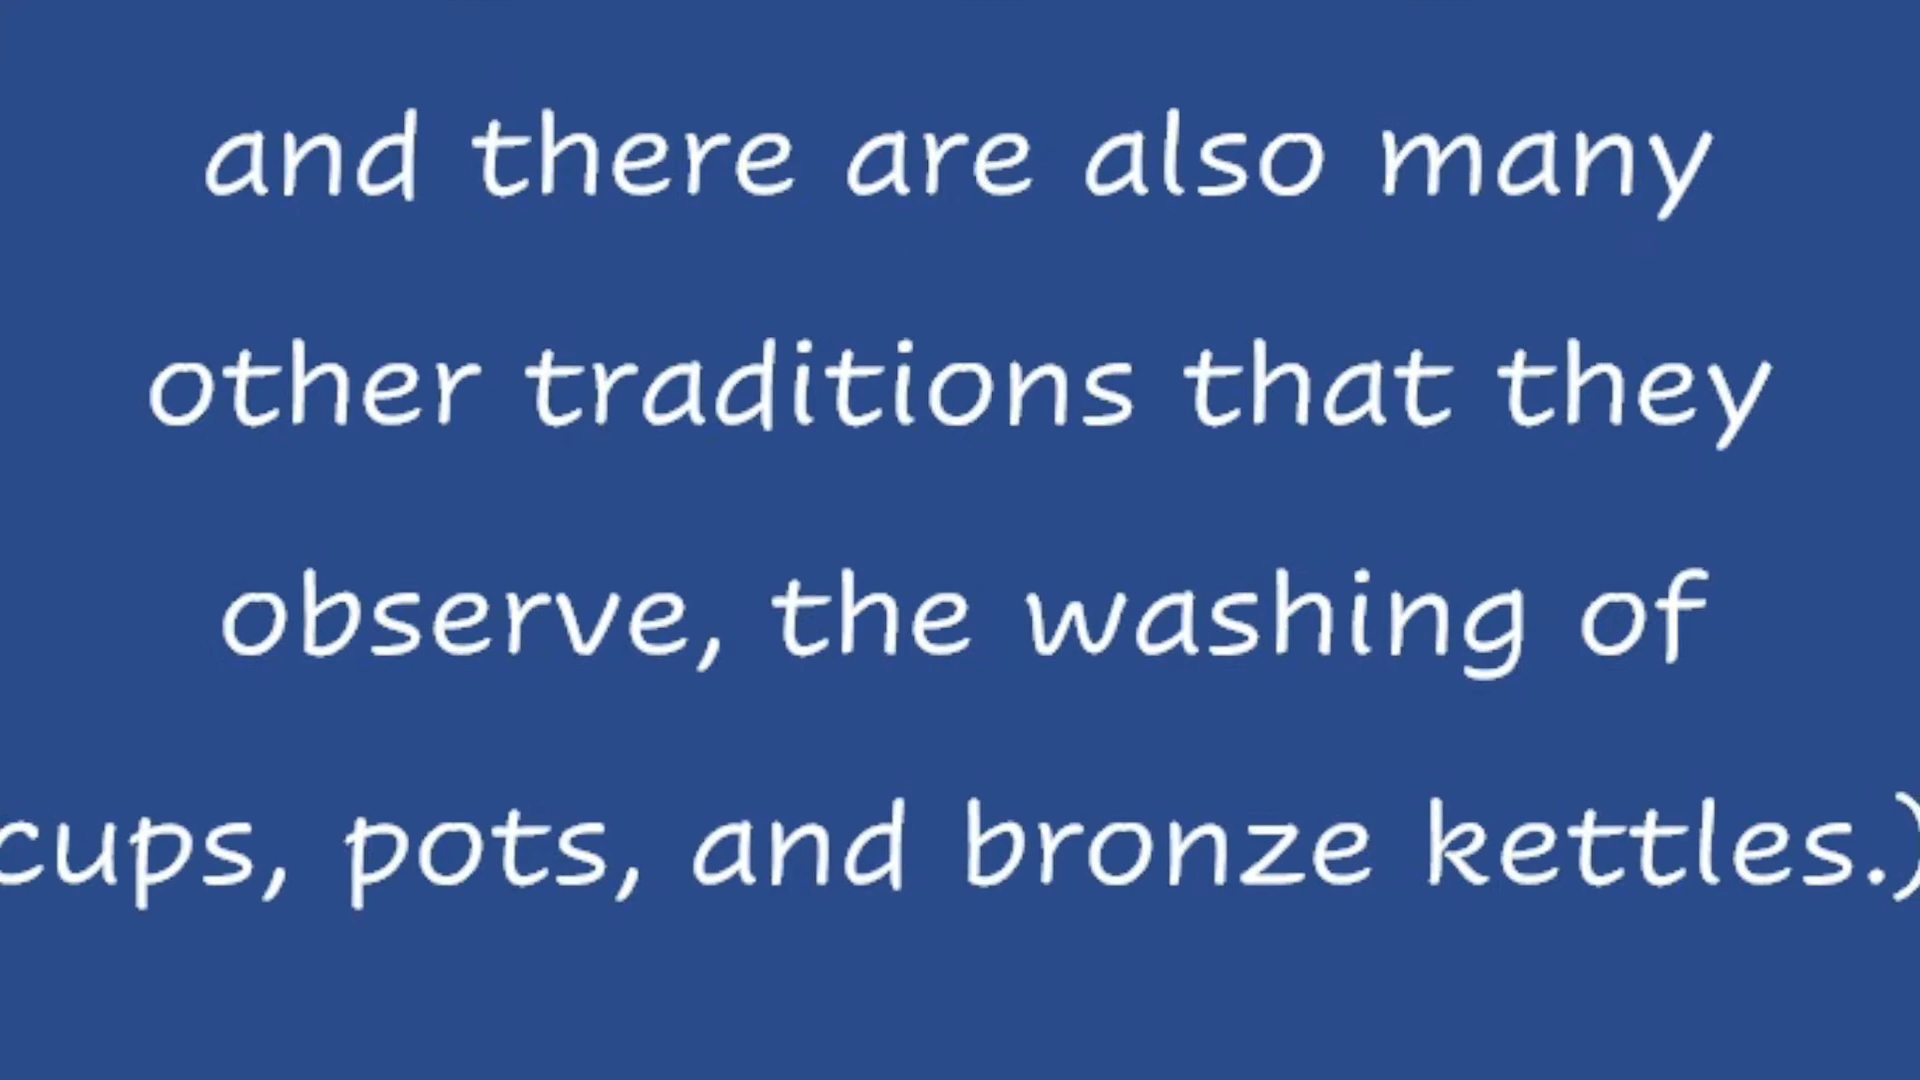 and there are also many
other traditions that they
observe, the washing of
cups, pots, and bronze kettles.)